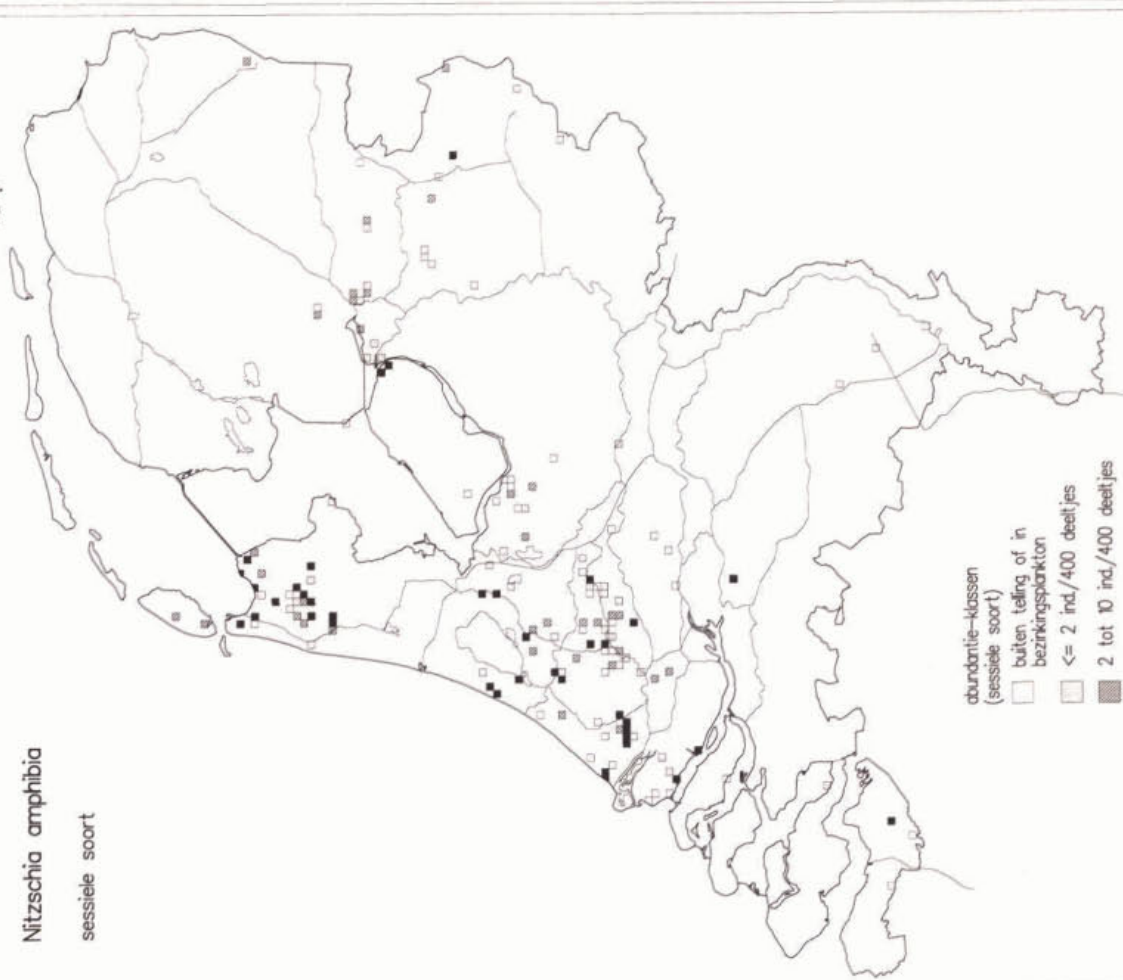 Nitzschia amphibia
sessiele soort
abundantie-klassen
(sessiele soort)
buiten telling of in
bezinkingsplankton
<= 2 ind./400 deeltjes
2 tot 10 ind./400 deeltjes